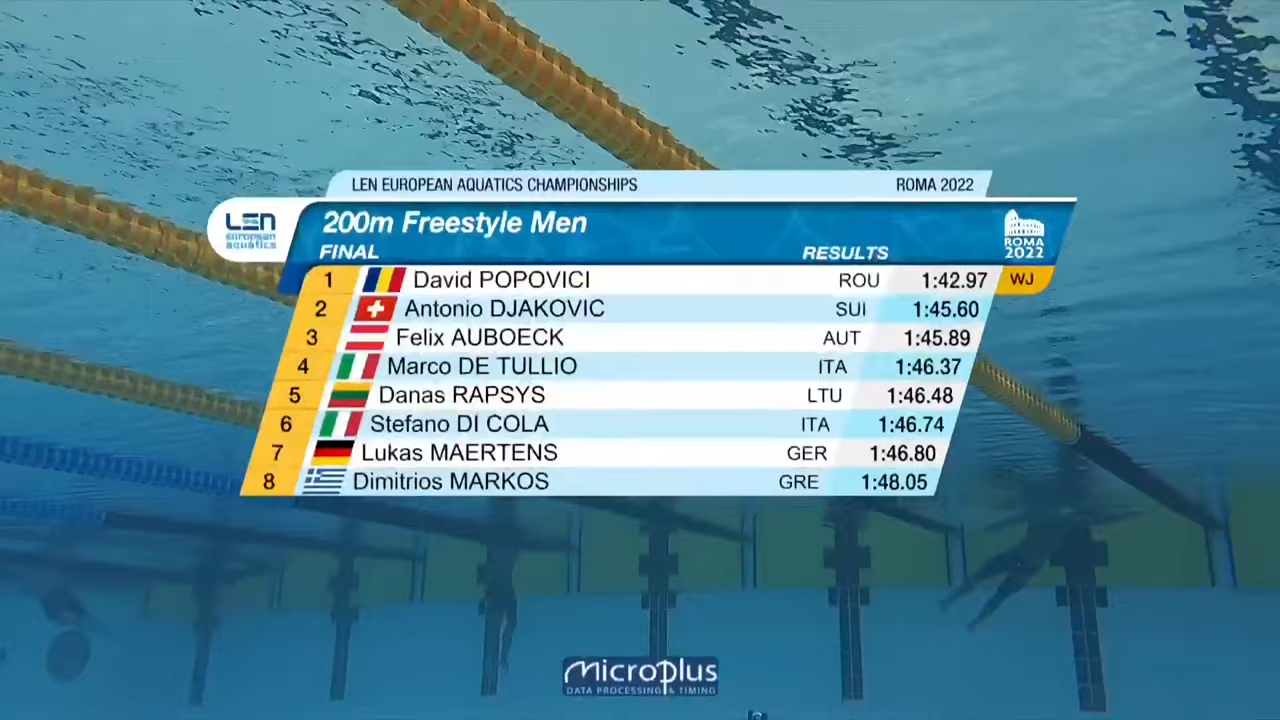 LEN EUROPEAN AQUATICS CHAMPIONSHIPS ROMA 2022
LEN
european
aquatics
200m Freestyle Men
ROMA
2022
FINAL RESULTS
1 David POPOVICI ROU 1:42.97 WJ
2 Antonio DJAKOVIC SUI 1:45.60
3 Felix AUBOECK AUT 1:45.89
4 Marco DE TULLIO ITA 1:46.37
5 Danas RAPSYS LTU 1:46.48
6 Stefano DI COLA ITA 1:46.74
7 Lukas MAERTENS GER 1:46.80
8 Dimitrios MARKOS GRE 1:48.05
Microplus
DATA PROCESSING & TIMING